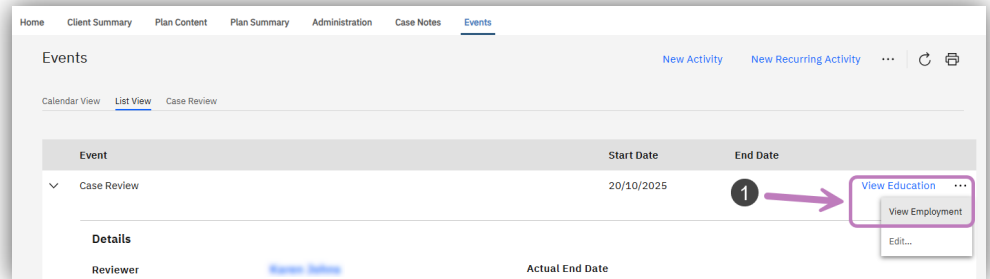 Home Client Summary Plan Content Plan Summary Administration Case Notes Events
Events New Activity New Recurring Activity ...
Calendar View List View Case Review
Event Start Date End Date
Case Review 20/10/2025 1 View Education ...
View Employment
Edit...
Details
Reviewer Actual End Date